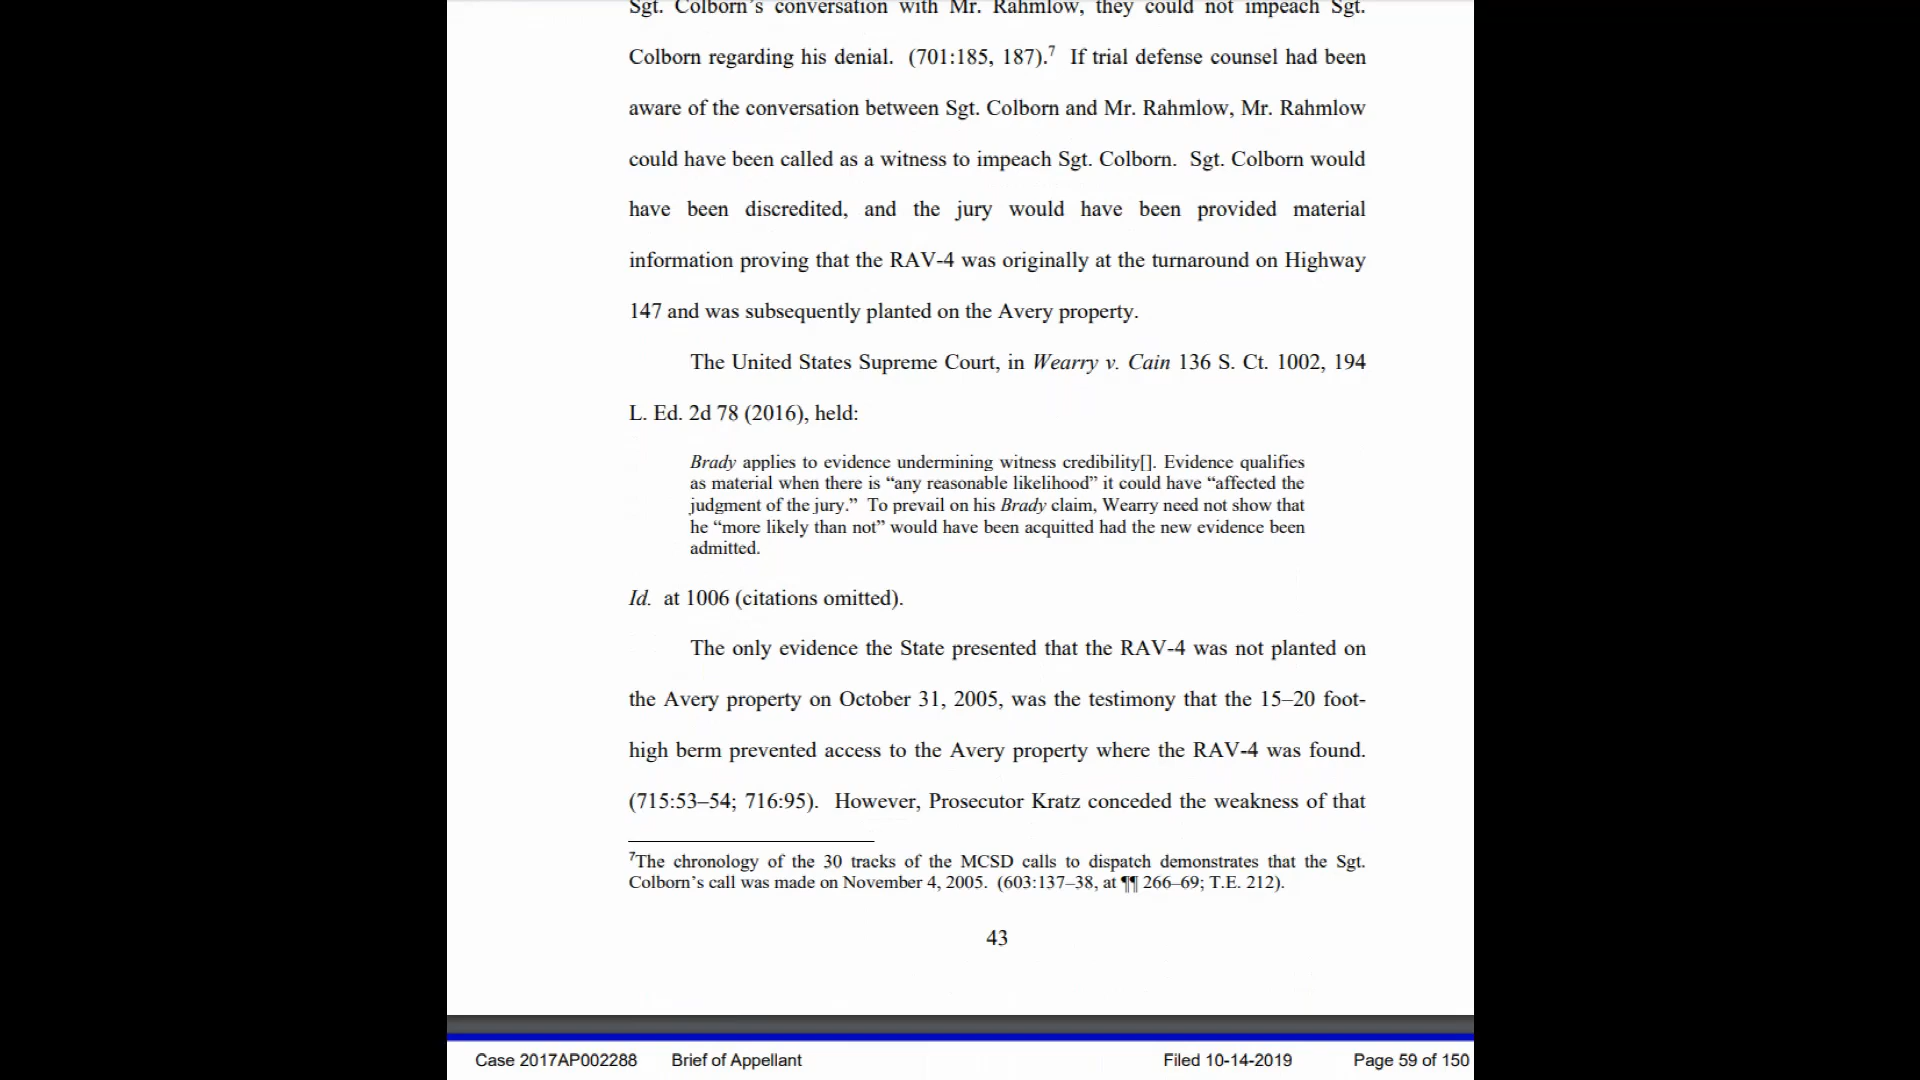 Sgt. Colborn's conversation with Mr. Rahmlow, they could not impeach Sgt.
Colborn regarding his denial. (701:185, 187).7 If trial defense counsel had been
aware of the conversation between Sgt. Colborn and Mr. Rahmlow, Mr. Rahmlow
could have been called as a witness to impeach Sgt. Colborn. Sgt. Colborn would
have been discredited, and the jury would have been provided material
information proving that the RAV-4 was originally at the turnaround on Highway
147 and was subsequently planted on the Avery property.
The United States Supreme Court, in Wearry v. Cain 136 S. Ct. 1002, 194
L. Ed. 2d 78 (2016), held:
Brady applies to evidence undermining witness credibility[]. Evidence qualifies
as material when there is “any reasonable likelihood” it could have “affected the
judgment of the jury.” To prevail on his Brady claim, Wearry need not show that
he “more likely than not” would have been acquitted had the new evidence been
admitted.
Id. at 1006 (citations omitted).
The only evidence the State presented that the RAV-4 was not planted on
the Avery property on October 31, 2005, was the testimony that the 15–20 foot-
high berm prevented access to the Avery property where the RAV-4 was found.
(715:53–54; 716:95). However, Prosecutor Kratz conceded the weakness of that
7The chronology of the 30 tracks of the MCSD calls to dispatch demonstrates that the Sgt.
Colborn's call was made on November 4, 2005. (603:137–38, at ¶¶ 266–69; T.E. 212).
43
Case 2017AP002288 Brief of Appellant Filed 10-14-2019 Page 59 of 150